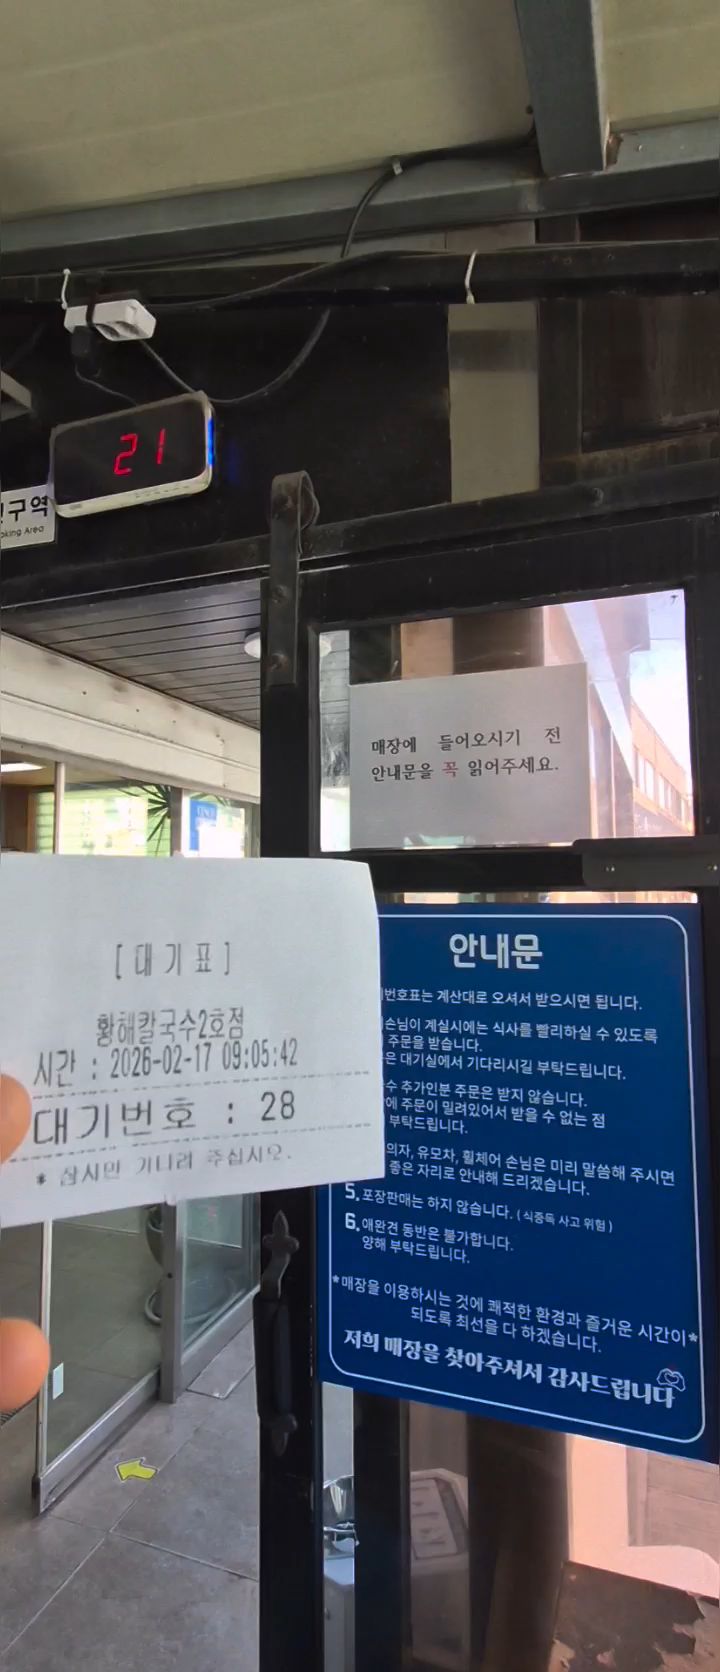 21
구역
oking Area
매장에 들어오시기 전
안내문을 꼭 읽어주세요.
[대기표]
황해칼국수2호점
시간 : 2026-02-17 09:05:42
대기번호 : 28
* 잠시만 기다려 주십시오.
안내문
번호표는 계산대로 오셔서 받으시면 됩니다.
손님이 계실시에는 식사를 빨리하실 수 있도록
주문을 받습니다.
은 대기실에서 기다리시길 부탁드립니다.
수 추가인분 주문은 받지 않습니다.
에 주문이 밀려있어서 받을 수 없는 점
부탁드립니다.
의자, 유모차, 휠체어 손님은 미리 말씀해 주시면
좋은 자리로 안내해 드리겠습니다.
5. 포장판매는 하지 않습니다. (식중독 사고 위험)
6. 애완견 동반은 불가합니다.
양해 부탁드립니다.
*매장을 이용하시는 것에 쾌적한 환경과 즐거운 시간이*
되도록 최선을 다 하겠습니다.
저희 매장을 찾아주셔서 감사드립니다